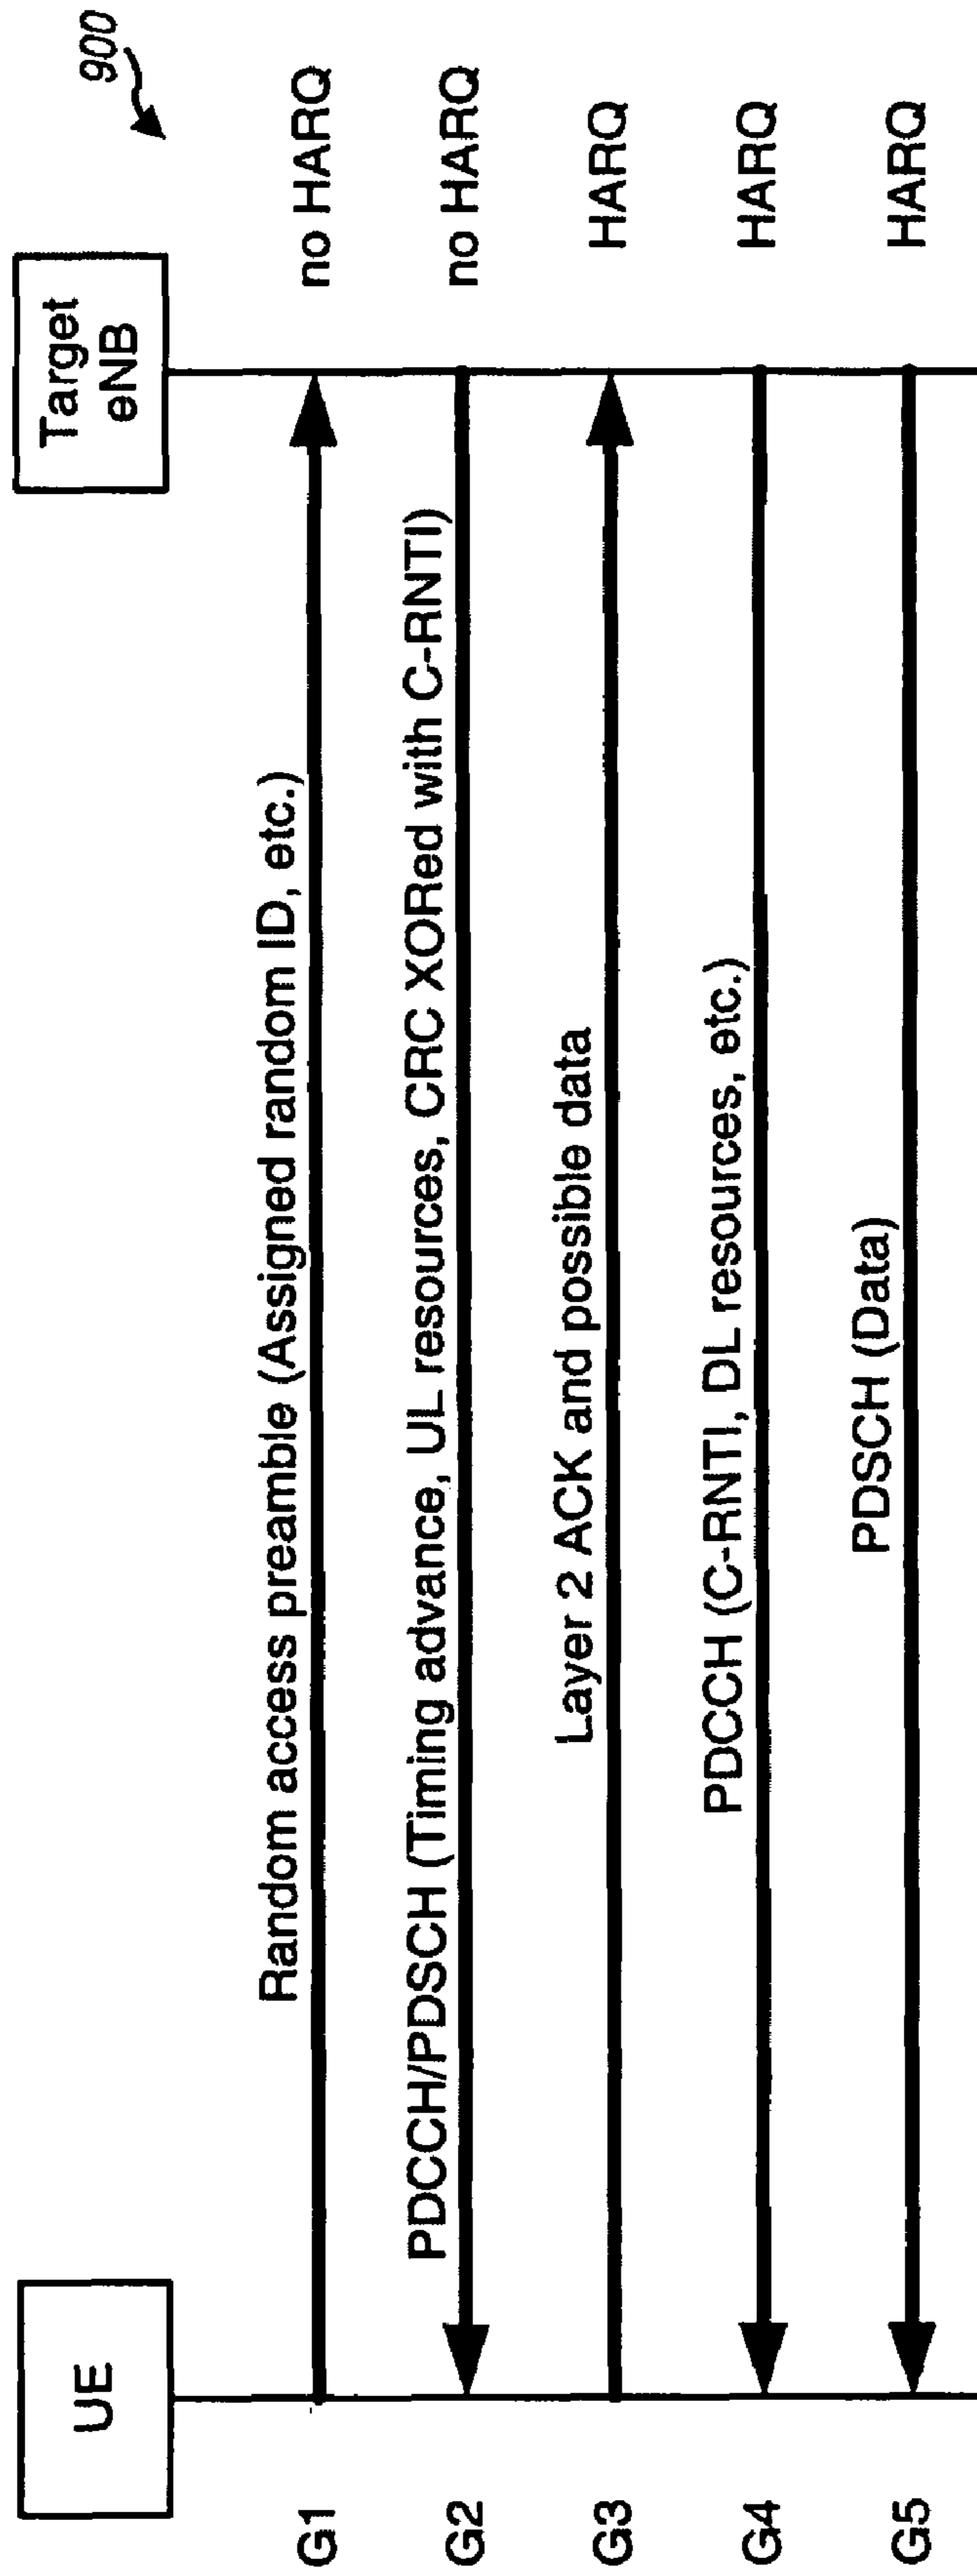 900
UE
Target
eNB
G1
Random access preamble (Assigned random ID, etc.)
no HARQ
G2
PDCCH/PDSCH (Timing advance, UL resources, CRC XORed with C-RNTI)
no HARQ
G3
Layer 2 ACK and possible data
HARQ
G4
PDCCH (C-RNTI, DL resources, etc.)
HARQ
G5
PDSCH (Data)
HARQ